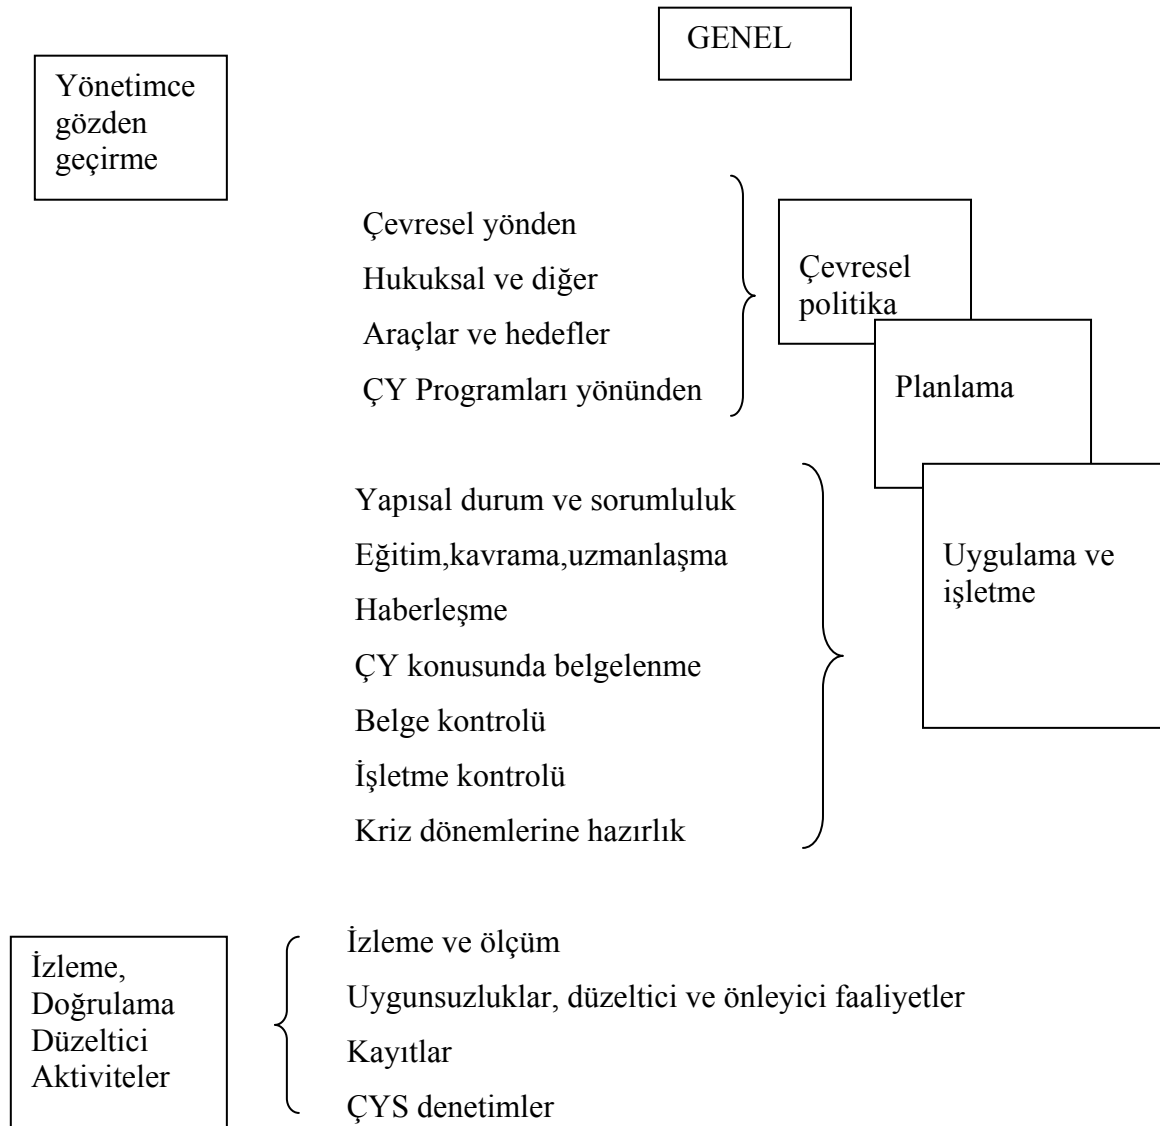 GENEL
Yönetimce
gözden
geçirme
Çevresel yönden
Hukuksal ve diğer
Araçlar ve hedefler
ÇY Programları yönünden
Çevresel
politika
Planlama
Yapısal durum ve sorumluluk
Eğitim,kavrama,uzmanlaşma
Haberleşme
ÇY konusunda belgelenme
Belge kontrolü
İşletme kontrolü
Kriz dönemlerine hazırlık
Uygulama ve
işletme
İzleme,
Doğrulama
Düzeltici
Aktiviteler
İzleme ve ölçüm
Uygunsuzluklar, düzeltici ve önleyici faaliyetler
Kayıtlar
ÇYS denetimler